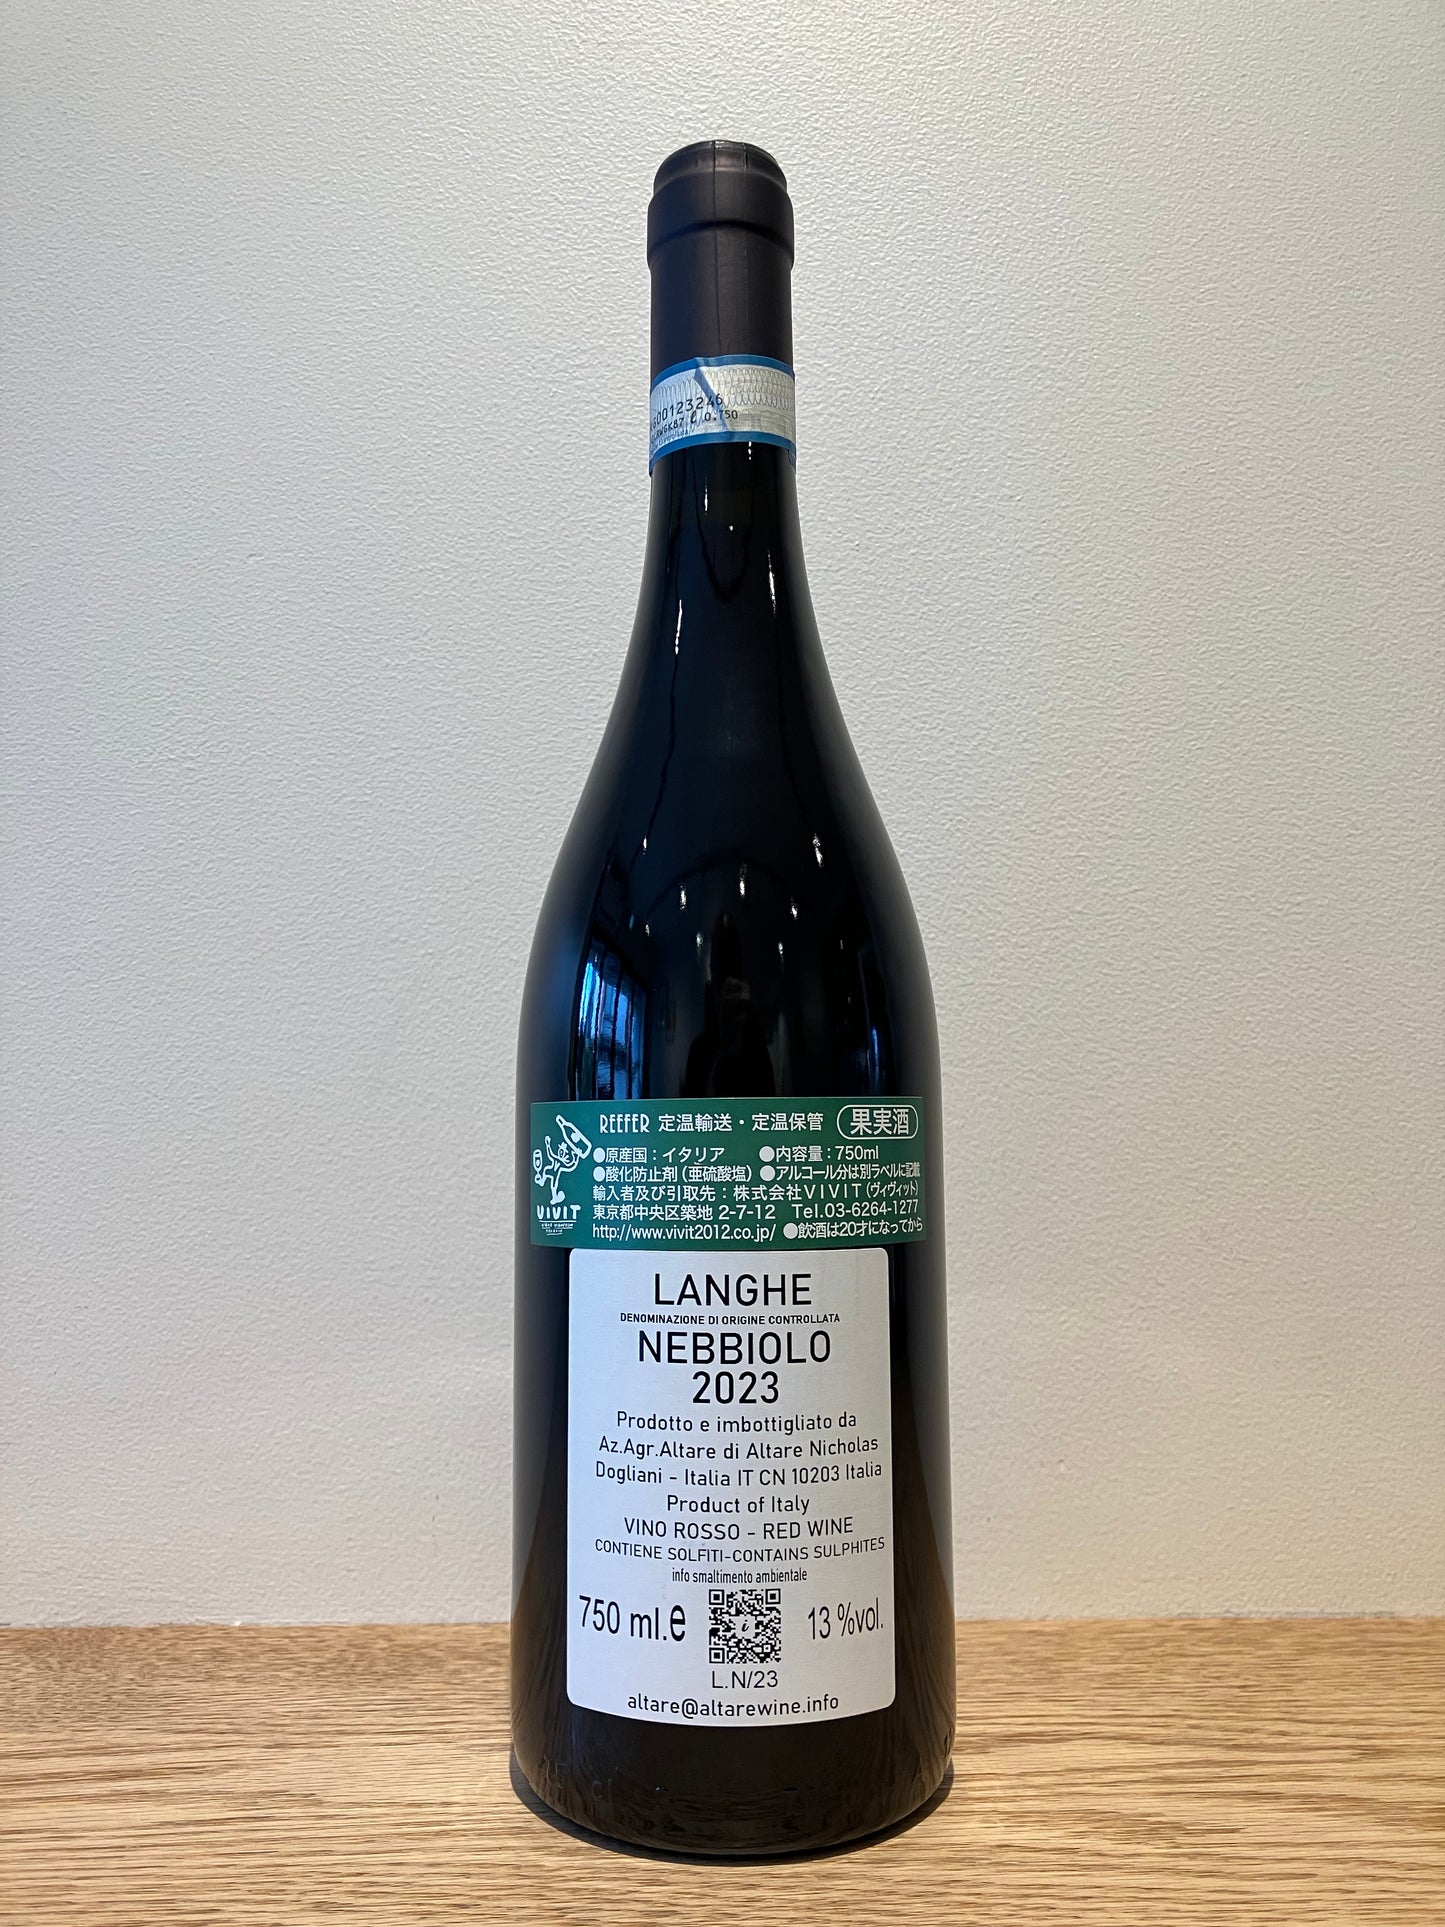 G00123246
WGK87 ℓ 0.750
REEFER 定温輸送・定温保管 果実酒
●原産国：イタリア ●内容量：750ml
●酸化防止剤（亜硫酸塩） ●アルコール分は別ラベルに記載
輸入者及び引取先：株式会社VIVIT（ヴィヴィット）
東京都中央区築地 2-7-12 Tel.03-6264-1277
http://www.vivit2012.co.jp/ ●飲酒は20才になってから
VIVIT
LANGHE
DENOMINAZIONE DI ORIGINE CONTROLLATA
NEBBIOLO
2023
Prodotto e imbottigliato da
Az.Agr.Altare di Altare Nicholas
Dogliani - Italia IT CN 10203 Italia
Product of Italy
VINO ROSSO - RED WINE
CONTIENE SOLFITI-CONTAINS SULPHITES
info smaltimento ambientale
750 ml.e i 13 %vol.
L.N/23
altare@altarewine.info